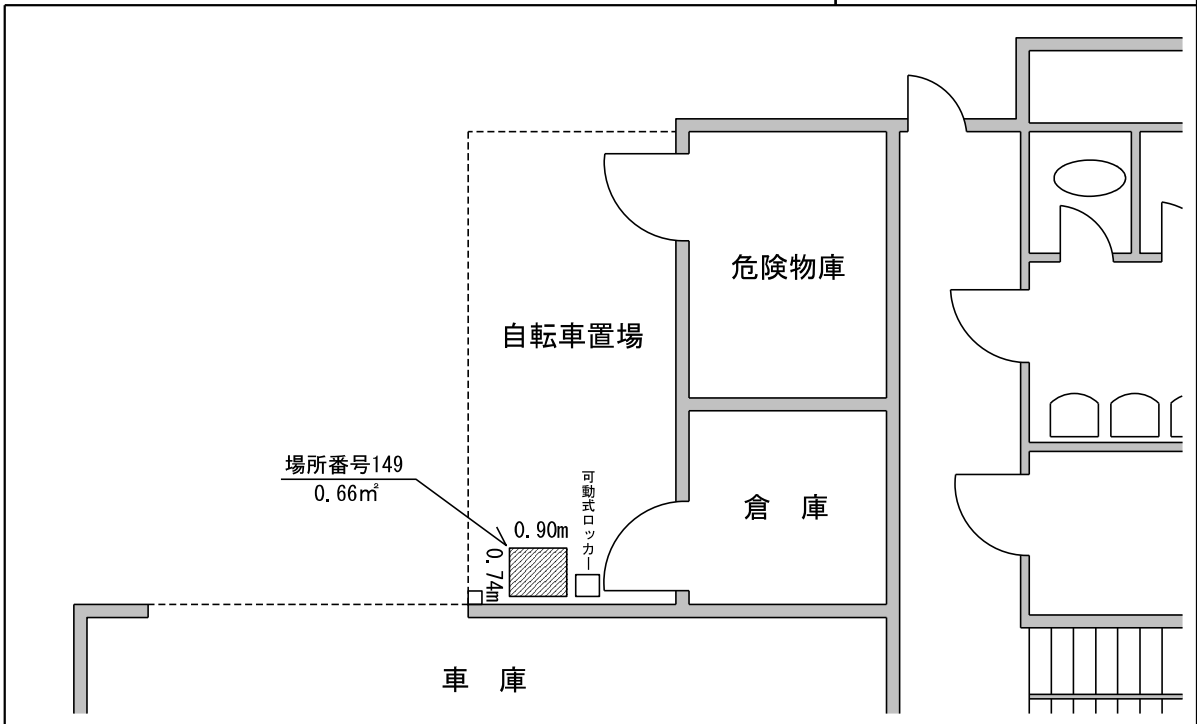 危険物庫
自転車置場
場所番号149
0.66㎡
可動式ロッカー
倉　庫
0.90m
0.74m
車　庫